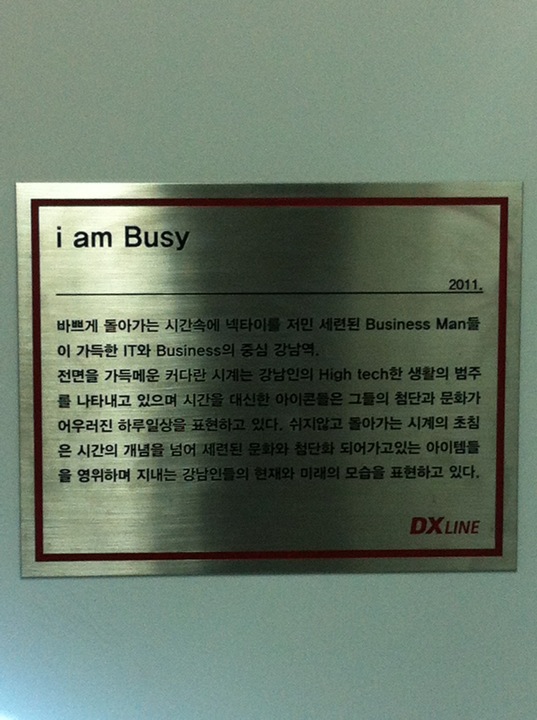 i am Busy
2011.
바쁘게 돌아가는 시간속에 넥타이를 저민 세련된 Business Man들
이 가득한 IT와 Business의 중심 강남역.
전면을 가득메운 커다란 시계는 강남인의 High tech한 생활의 범주
를 나타내고 있으며 시간을 대신한 아이콘들은 그들의 첨단과 문화가
어우러진 하루일상을 표현하고 있다. 쉬지않고 돌아가는 시계의 초침
은 시간의 개념을 넘어 세련된 문화와 첨단화 되어가고있는 아이템들
을 영위하며 지내는 강남인들의 현재와 미래의 모습을 표현하고 있다.
DXLINE